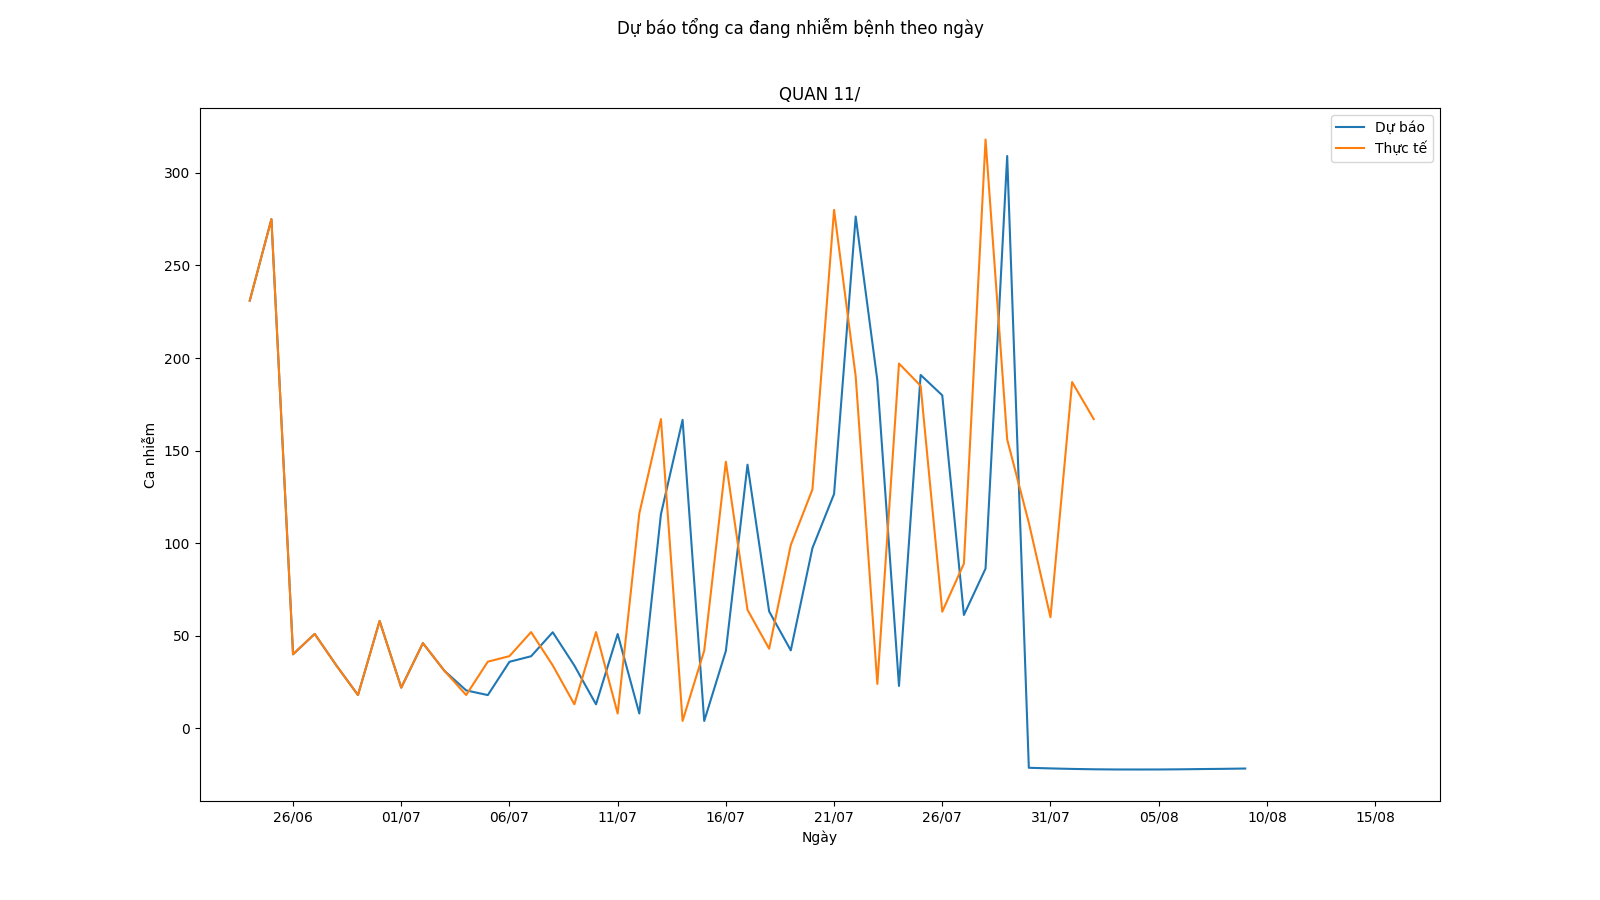 Dự báo tổng ca đang nhiễm bệnh theo ngày
QUAN 11/
Dự báo
Thực tế
300
250
200
150
100
50
0
Ca nhiễm
26/06 01/07 06/07 11/07 16/07 21/07 26/07 31/07 05/08 10/08 15/08
Ngày